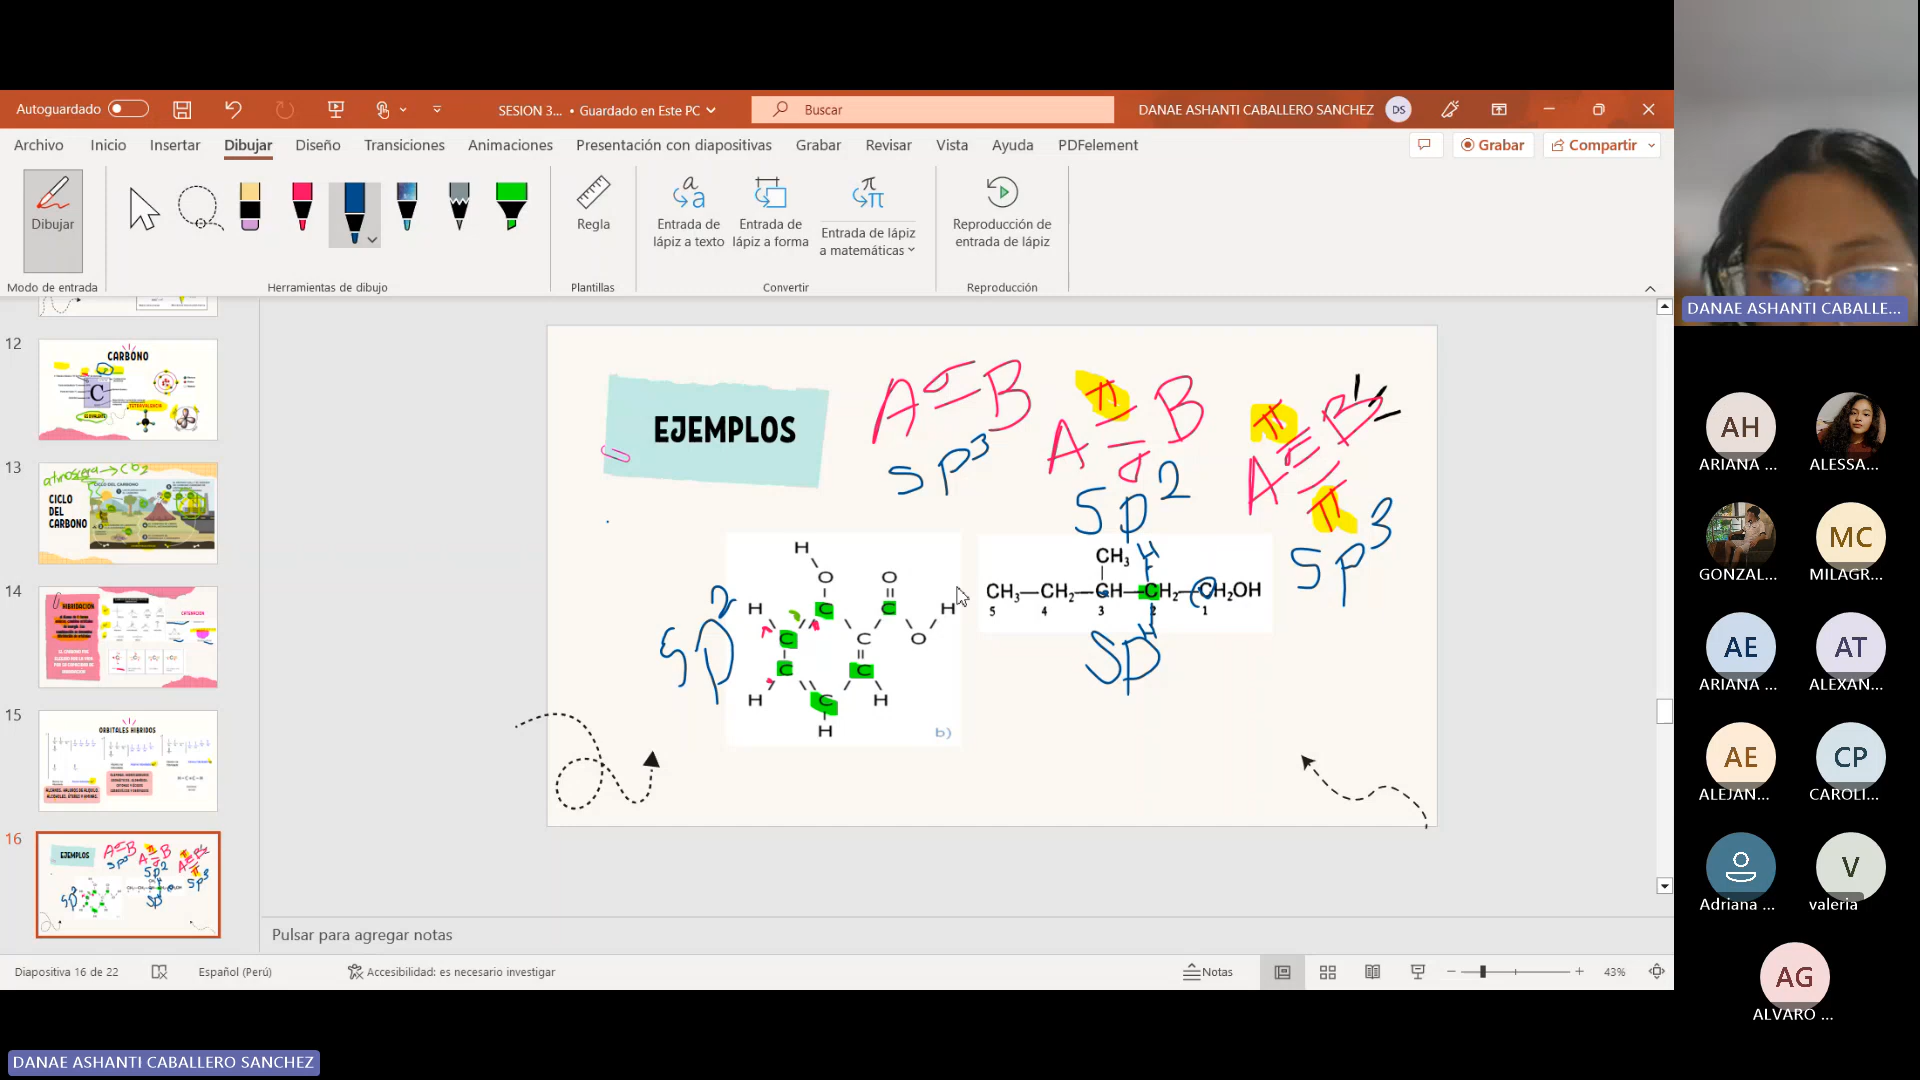 Autoguardado
SESION 3... • Guardado en Este PC
Buscar
DANAE ASHANTI CABALLERO SANCHEZ
DS
Archivo Inicio Insertar Dibujar Diseño Transiciones Animaciones Presentación con diapositivas Grabar Revisar Vista Ayuda PDFelement
Grabar
Compartir
Dibujar
Regla
Entrada de lápiz a texto
Entrada de lápiz a forma
Entrada de lápiz a matemáticas
Reproducción de entrada de lápiz
Modo de entrada
Herramientas de dibujo
Plantillas
Convertir
Reproducción
12
CARBONO
C
TETRAVALENCIA
13
atmosfera → CO2
CICLO DEL CARBONO
14
HIBRIDACION
15
ORBITALES HIBRIDOS
16
EJEMPLOS
EJEMPLOS
A σ B
sp3
π
A = B
σ
sp2
π
A ≡ B
π
sp3
sp2
H
O O
H C C H
C C O
C C
H C H
H
b)
CH3 H
CH3—CH2—CH—CH2—CH2OH
5 4 3 2 1
H
sp
Pulsar para agregar notas
Diapositiva 16 de 22
Español (Perú)
Accesibilidad: es necesario investigar
Notas
43%
DANAE ASHANTI CABALLE...
AH
ARIANA ...
ALESSA...
GONZAL...
MC
MILAGR...
AE
ARIANA ...
AT
ALEXAN...
AE
ALEJAN...
CP
CAROLI...
Adriana ...
V
valeria
AG
ALVARO ...
DANAE ASHANTI CABALLERO SANCHEZ